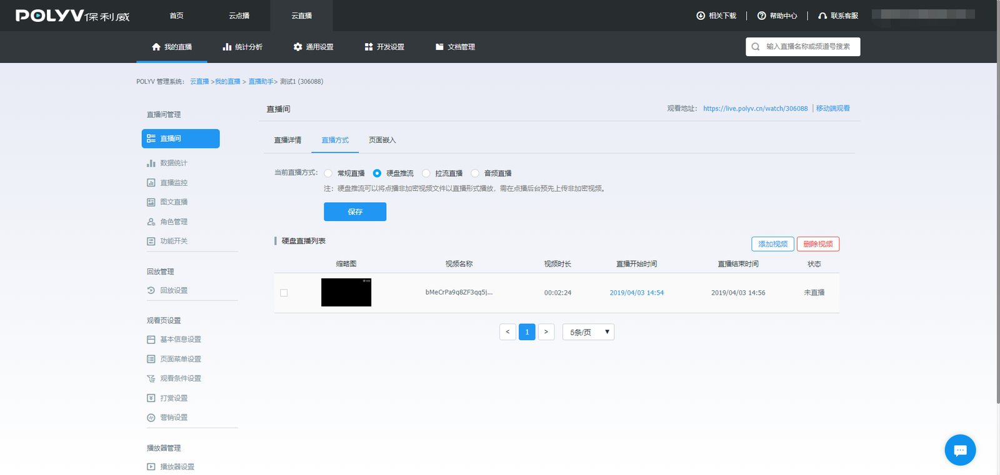 POLYV保利威
首页
云点播
云直播
相关下载
帮助中心
联系客服
我的直播
统计分析
通用设置
开发设置
文档管理
输入直播名称或频道号搜索
POLYV 管理系统： 云直播 >我的直播 > 直播助手> 测试1 (306088)
直播间管理
直播间
数据统计
直播监控
图文直播
角色管理
功能开关
回放管理
回放设置
观看页设置
基本信息设置
页面菜单设置
观看条件设置
打赏设置
营销设置
播放器管理
播放器设置
直播间
观看地址： https://live.polyv.cn/watch/306088 | 移动端观看
直播详情
直播方式
页面嵌入
当前直播方式： 常规直播 硬盘推流 拉流直播 音频直播
注：硬盘推流可以将点播非加密视频文件以直播形式播放，需在点播后台预先上传非加密视频。
保存
硬盘直播列表
添加视频
删除视频
缩略图 视频名称 视频时长 直播开始时间 直播结束时间 状态
bMeCrPa9q8ZF3qq5j... 00:02:24 2019/04/03 14:54 2019/04/03 14:56 未直播
< 1 > 5条/页